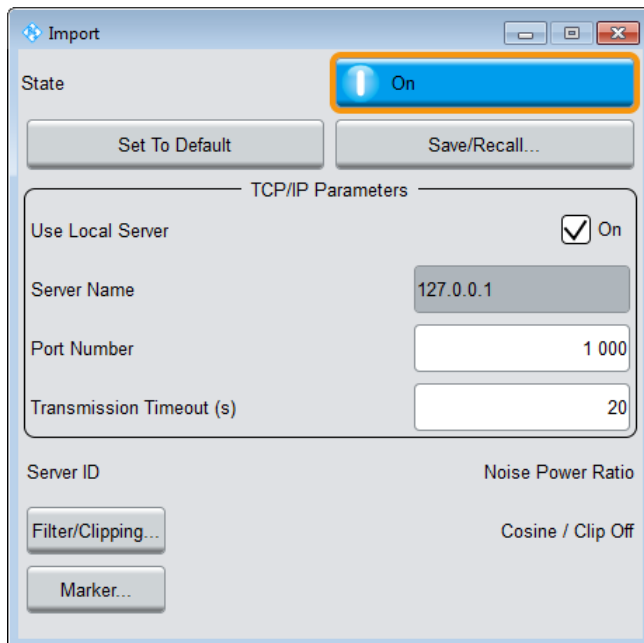 Import
State On
Set To Default Save/Recall...
TCP/IP Parameters
Use Local Server On
Server Name 127.0.0.1
Port Number 1 000
Transmission Timeout (s) 20
Server ID Noise Power Ratio
Filter/Clipping... Cosine / Clip Off
Marker...